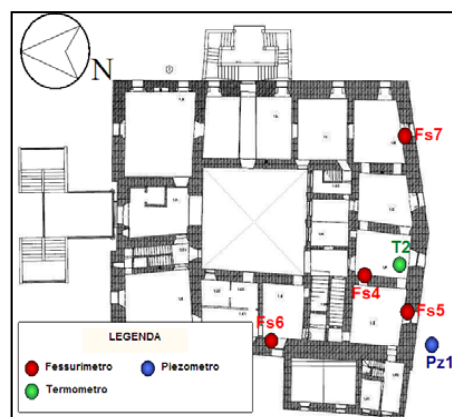 N
Fs7
T2
Fs4
Fs5
Fs6
Pz1
LEGENDA
Fessurimetro
Piezometro
Termometro